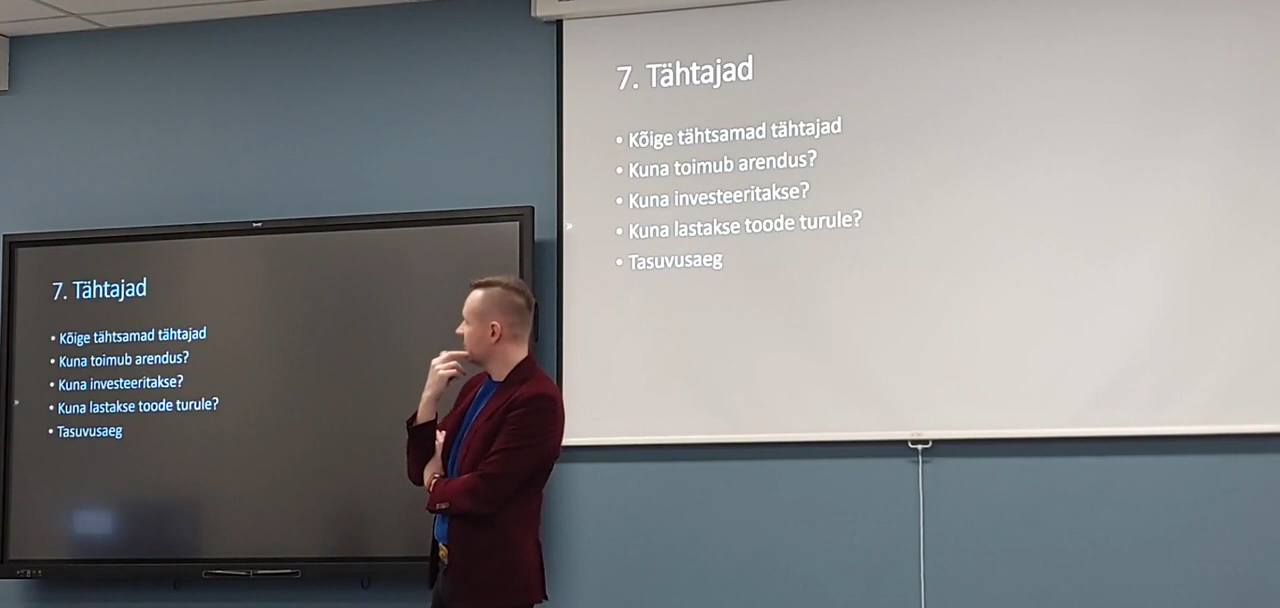 7. Tähtajad
• Kõige tähtsamad tähtajad
• Kuna toimub arendus?
• Kuna investeeritakse?
• Kuna lastakse toode turule?
• Tasuvusaeg
7. Tähtajad
• Kõige tähtsamad tähtajad
• Kuna toimub arendus?
• Kuna investeeritakse?
• Kuna lastakse toode turule?
• Tasuvusaeg